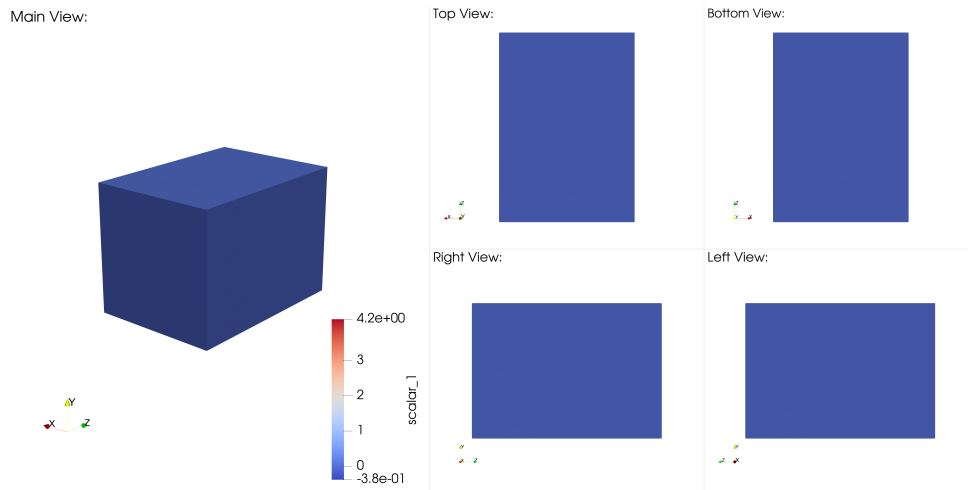 Main View:
Top View:
Bottom View:
Right View:
Left View:
4.2e+00
3
2
1
0
-3.8e-01
scalar_1
X
Y
Z
X
Z
Y
Z
X
Y
X
Z
Y
Z
X